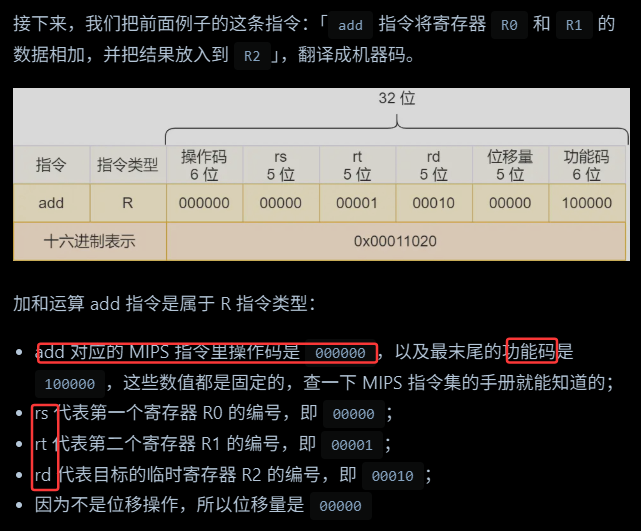 接下来，我们把前面例子的这条指令：「 add 指令将寄存器 R0 和 R1 的
数据相加，并把结果放入到 R2 」，翻译成机器码。
32 位
指令 指令类型 操作码 6 位 rs 5 位 rt 5 位 rd 5 位 位移量 5 位 功能码 6 位
add R 000000 00000 00001 00010 00000 100000
十六进制表示 0x00011020
加和运算 add 指令是属于 R 指令类型：
• add 对应的 MIPS 指令里操作码是 000000 ，以及最末尾的功能码是
100000 ，这些数值都是固定的，查一下 MIPS 指令集的手册就能知道的；
• rs 代表第一个寄存器 R0 的编号，即 00000 ；
• rt 代表第二个寄存器 R1 的编号，即 00001 ；
• rd 代表目标的临时寄存器 R2 的编号，即 00010 ；
• 因为不是位移操作，所以位移量是 00000